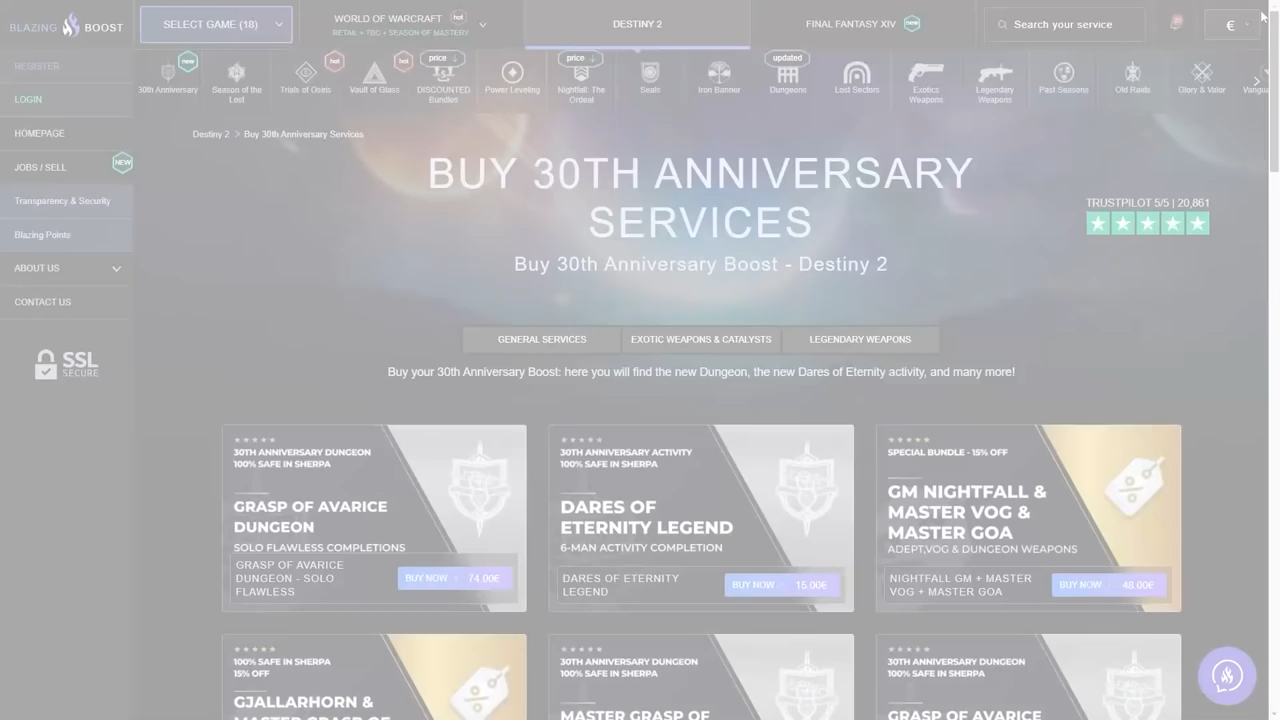 BLAZING BOOST
SELECT GAME (18)
WORLD OF WARCRAFT hot
RETAIL + TBC + SEASON OF MASTERY
DESTINY 2
FINAL FANTASY XIV new
Search your service
€
REGISTER
LOGIN
HOMEPAGE
JOBS / SELL NEW
Transparency & Security
Blazing Points
ABOUT US
CONTACT US
SSL
SECURE
new
30th Anniversary
Season of the
Lost
hot
Trials of Osiris
hot
Vault of Glass
price ↓
DISCOUNTED
Bundles
Power Leveling
price ↓
Nightfall: The
Ordeal
Seals
Iron Banner
updated
Dungeons
Lost Sectors
Exotics
Weapons
Legendary
Weapons
Past Seasons
Old Raids
Glory & Valor
Destiny 2 > Buy 30th Anniversary Services
BUY 30TH ANNIVERSARY
SERVICES
Buy 30th Anniversary Boost - Destiny 2
TRUSTPILOT 5/5 | 20,861
GENERAL SERVICES
EXOTIC WEAPONS & CATALYSTS
LEGENDARY WEAPONS
Buy your 30th Anniversary Boost: here you will find the new Dungeon, the new Dares of Eternity activity, and many more!
30TH ANNIVERSARY DUNGEON
100% SAFE IN SHERPA
GRASP OF AVARICE
DUNGEON
SOLO FLAWLESS COMPLETIONS
GRASP OF AVARICE
DUNGEON - SOLO
FLAWLESS
BUY NOW 74.00€
30TH ANNIVERSARY ACTIVITY
100% SAFE IN SHERPA
DARES OF
ETERNITY LEGEND
6-MAN ACTIVITY COMPLETION
DARES OF ETERNITY
LEGEND
BUY NOW 15.00€
SPECIAL BUNDLE - 15% OFF
GM NIGHTFALL &
MASTER VOG &
MASTER GOA
ADEPT,VOG & DUNGEON WEAPONS
NIGHTFALL GM + MASTER
VOG + MASTER GOA
BUY NOW 48.00€
100% SAFE IN SHERPA
15% OFF
GJALLARHORN &
MASTER GRASP OF
30TH ANNIVERSARY DUNGEON
100% SAFE IN SHERPA
MASTER GRASP OF
30TH ANNIVERSARY DUNGEON
100% SAFE IN SHERPA
GRASP OF AVARICE